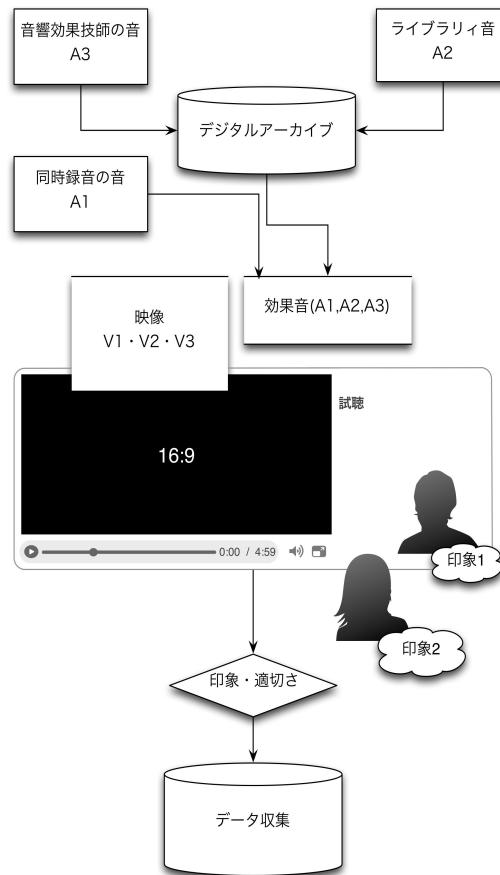 音響効果技師の音
A3
ライブラリィ音
A2
デジタルアーカイブ
同時録音の音
A1
映像
V1・V2・V3
効果音(A1,A2,A3)
試聴
16:9
0:00 / 4:59
印象1
印象2
印象・適切さ
データ収集